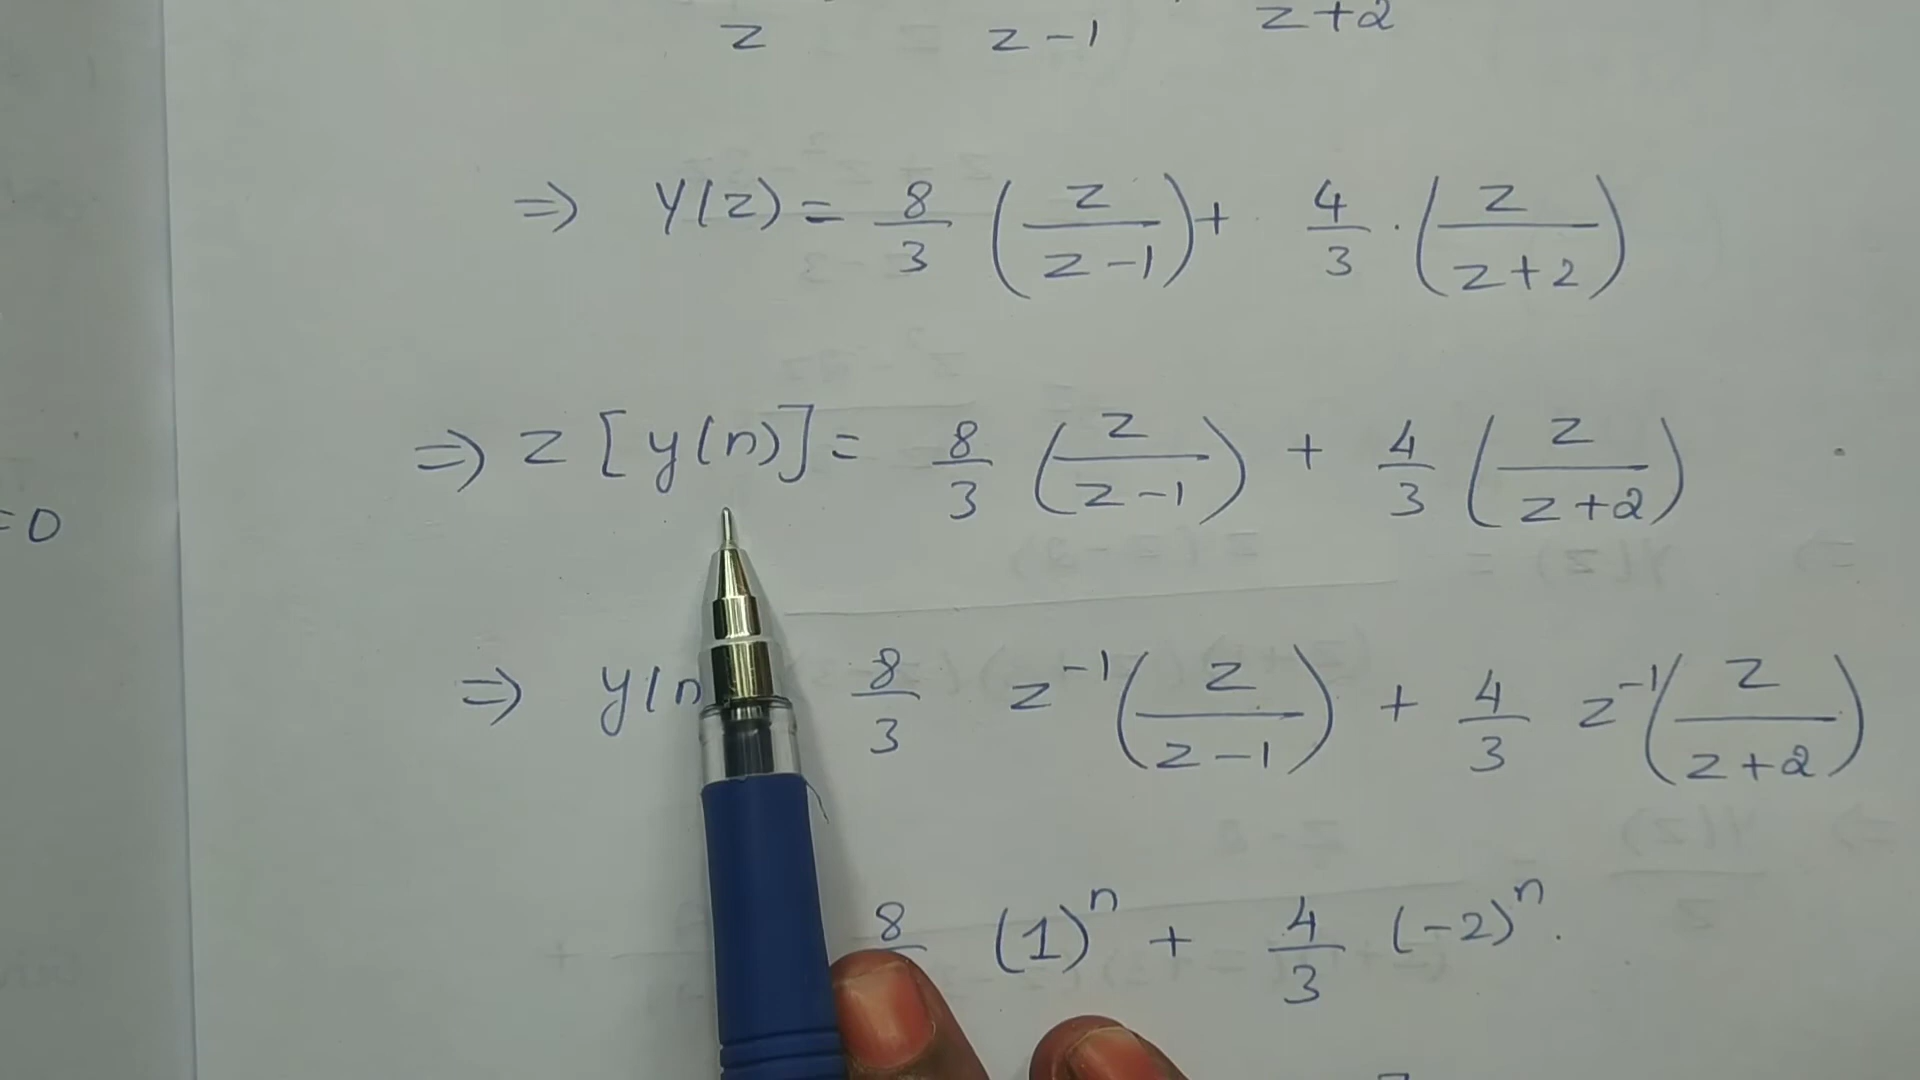 z z-1 z+2
⇒ Y(z) = 8/3 (z/(z-1)) + 4/3 · (z/(z+2))
⇒ z [y(n)] = 8/3 (z/(z-1)) + 4/3 (z/(z+2))
=0
⇒ y(n 8/3 z⁻¹(z/(z-1)) + 4/3 z⁻¹(z/(z+2))
8 (1)ⁿ + 4/3 (-2)ⁿ.